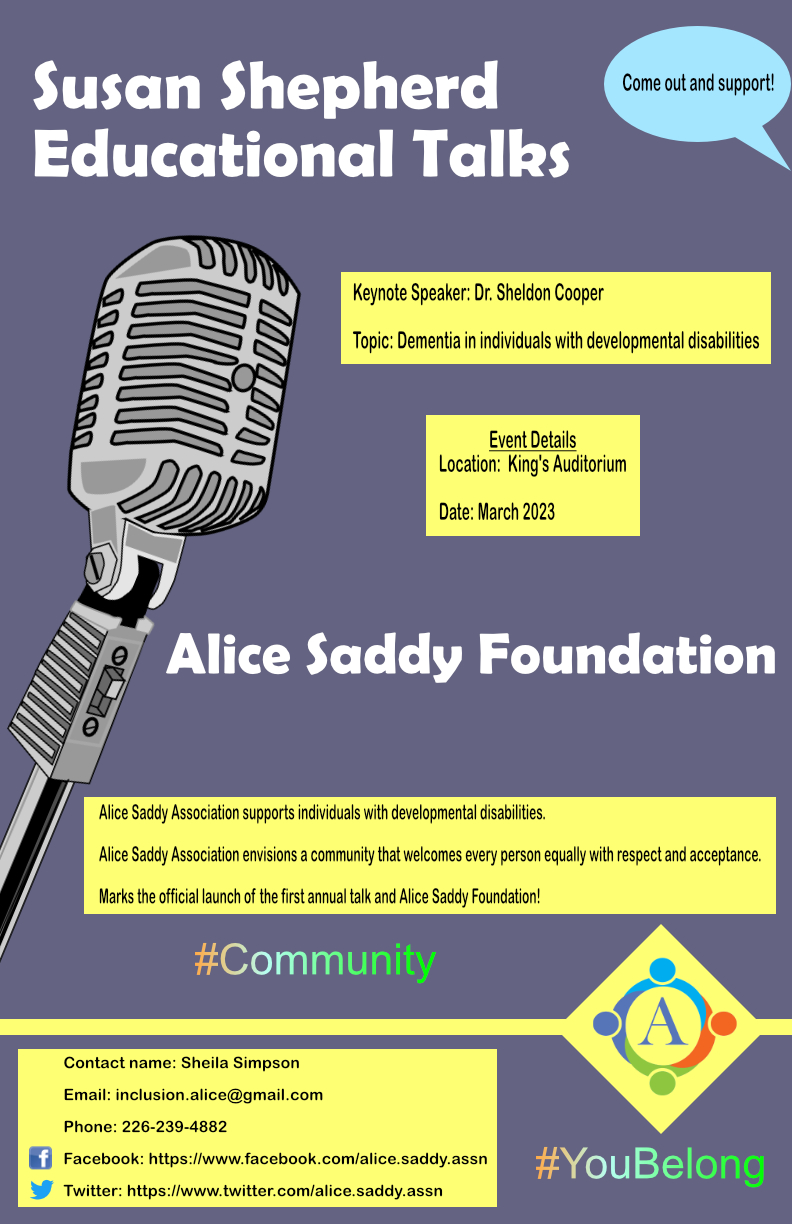 Susan Shepherd
Educational Talks
Come out and support!
Keynote Speaker: Dr. Sheldon Cooper
Topic: Dementia in individuals with developmental disabilities
Event Details
Location: King's Auditorium
Date: March 2023
Alice Saddy Foundation
Alice Saddy Association supports individuals with developmental disabilities.
Alice Saddy Association envisions a community that welcomes every person equally with respect and acceptance.
Marks the official launch of the first annual talk and Alice Saddy Foundation!
#Community
A
Contact name: Sheila Simpson
Email: inclusion.alice@gmail.com
Phone: 226-239-4882
f Facebook: https://www.facebook.com/alice.saddy.assn
Twitter: https://www.twitter.com/alice.saddy.assn
#YouBelong